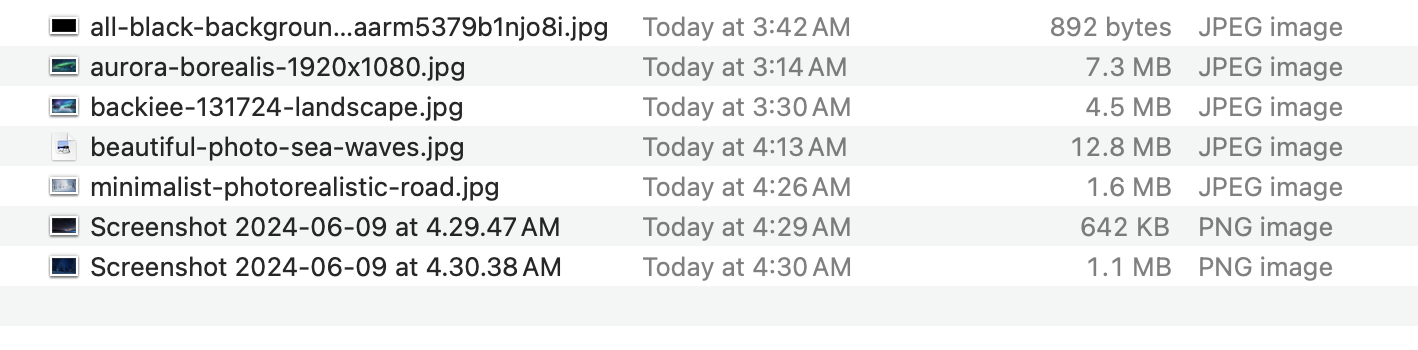 all-black-backgroun...aarm5379b1njo8i.jpg Today at 3:42 AM 892 bytes JPEG image
aurora-borealis-1920x1080.jpg Today at 3:14 AM 7.3 MB JPEG image
backiee-131724-landscape.jpg Today at 3:30 AM 4.5 MB JPEG image
beautiful-photo-sea-waves.jpg Today at 4:13 AM 12.8 MB JPEG image
minimalist-photorealistic-road.jpg Today at 4:26 AM 1.6 MB JPEG image
Screenshot 2024-06-09 at 4.29.47 AM Today at 4:29 AM 642 KB PNG image
Screenshot 2024-06-09 at 4.30.38 AM Today at 4:30 AM 1.1 MB PNG image